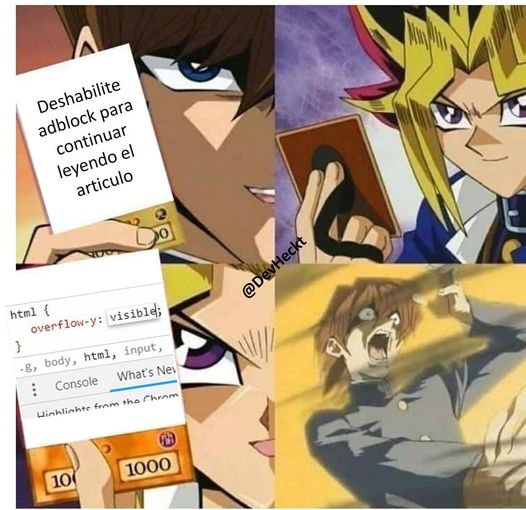 Deshabilite
adblock para
continuar
leyendo el
articulo
@DevHeckt
html {
overflow-y: visible;
}
body, html, input,
Console What's
Highlights from the Chrom
1000